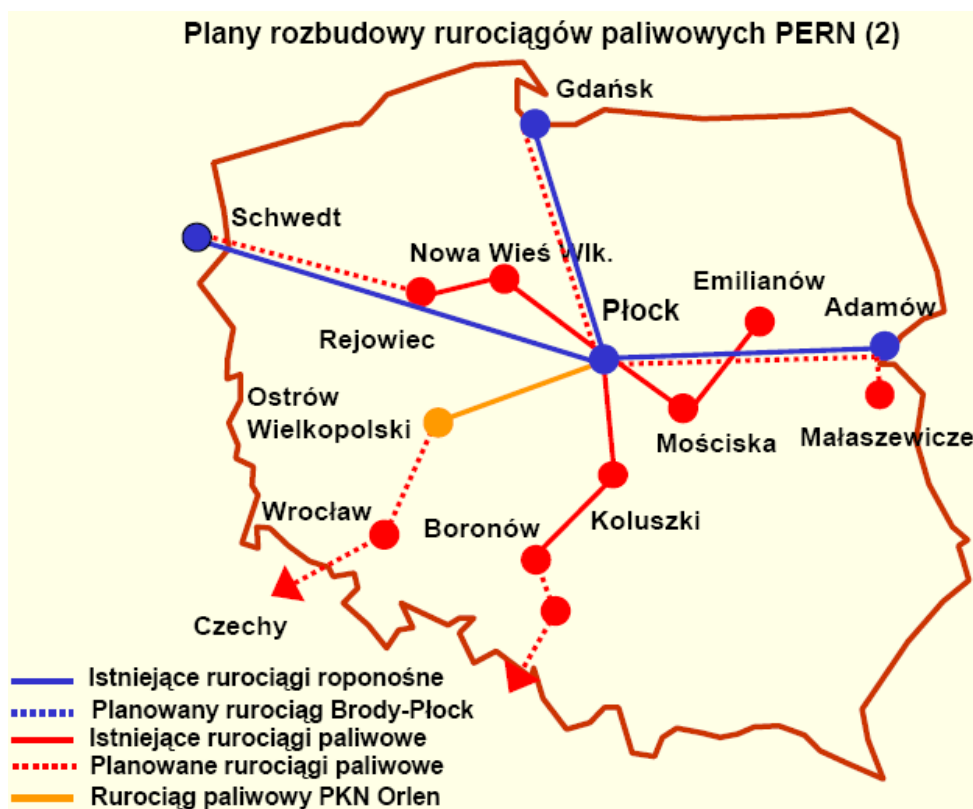 Plany rozbudowy rurociągów paliwowych PERN (2)
Gdańsk
Schwedt
Nowa Wieś Wlk.
Emilianów
Płock
Adamów
Rejowiec
Ostrów
Wielkopolski
Mościska
Małaszewicze
Wrocław
Boronów
Koluszki
Czechy
Istniejące rurociągi roponośne
Planowany rurociąg Brody-Płock
Istniejące rurociągi paliwowe
Planowane rurociągi paliwowe
Rurociąg paliwowy PKN Orlen